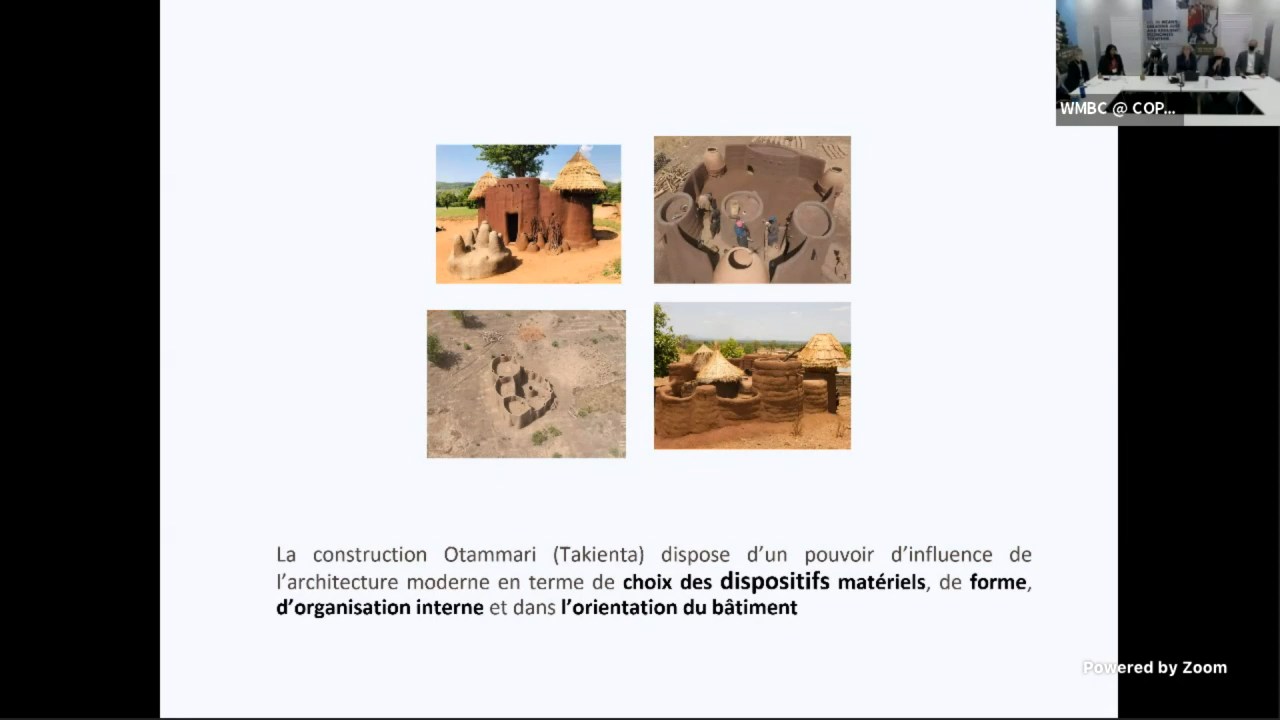 WMBC @ COP...
La construction Otammari (Takienta) dispose d’un pouvoir d’influence de
l’architecture moderne en terme de choix des dispositifs matériels, de forme,
d’organisation interne et dans l’orientation du bâtiment
Powered by Zoom